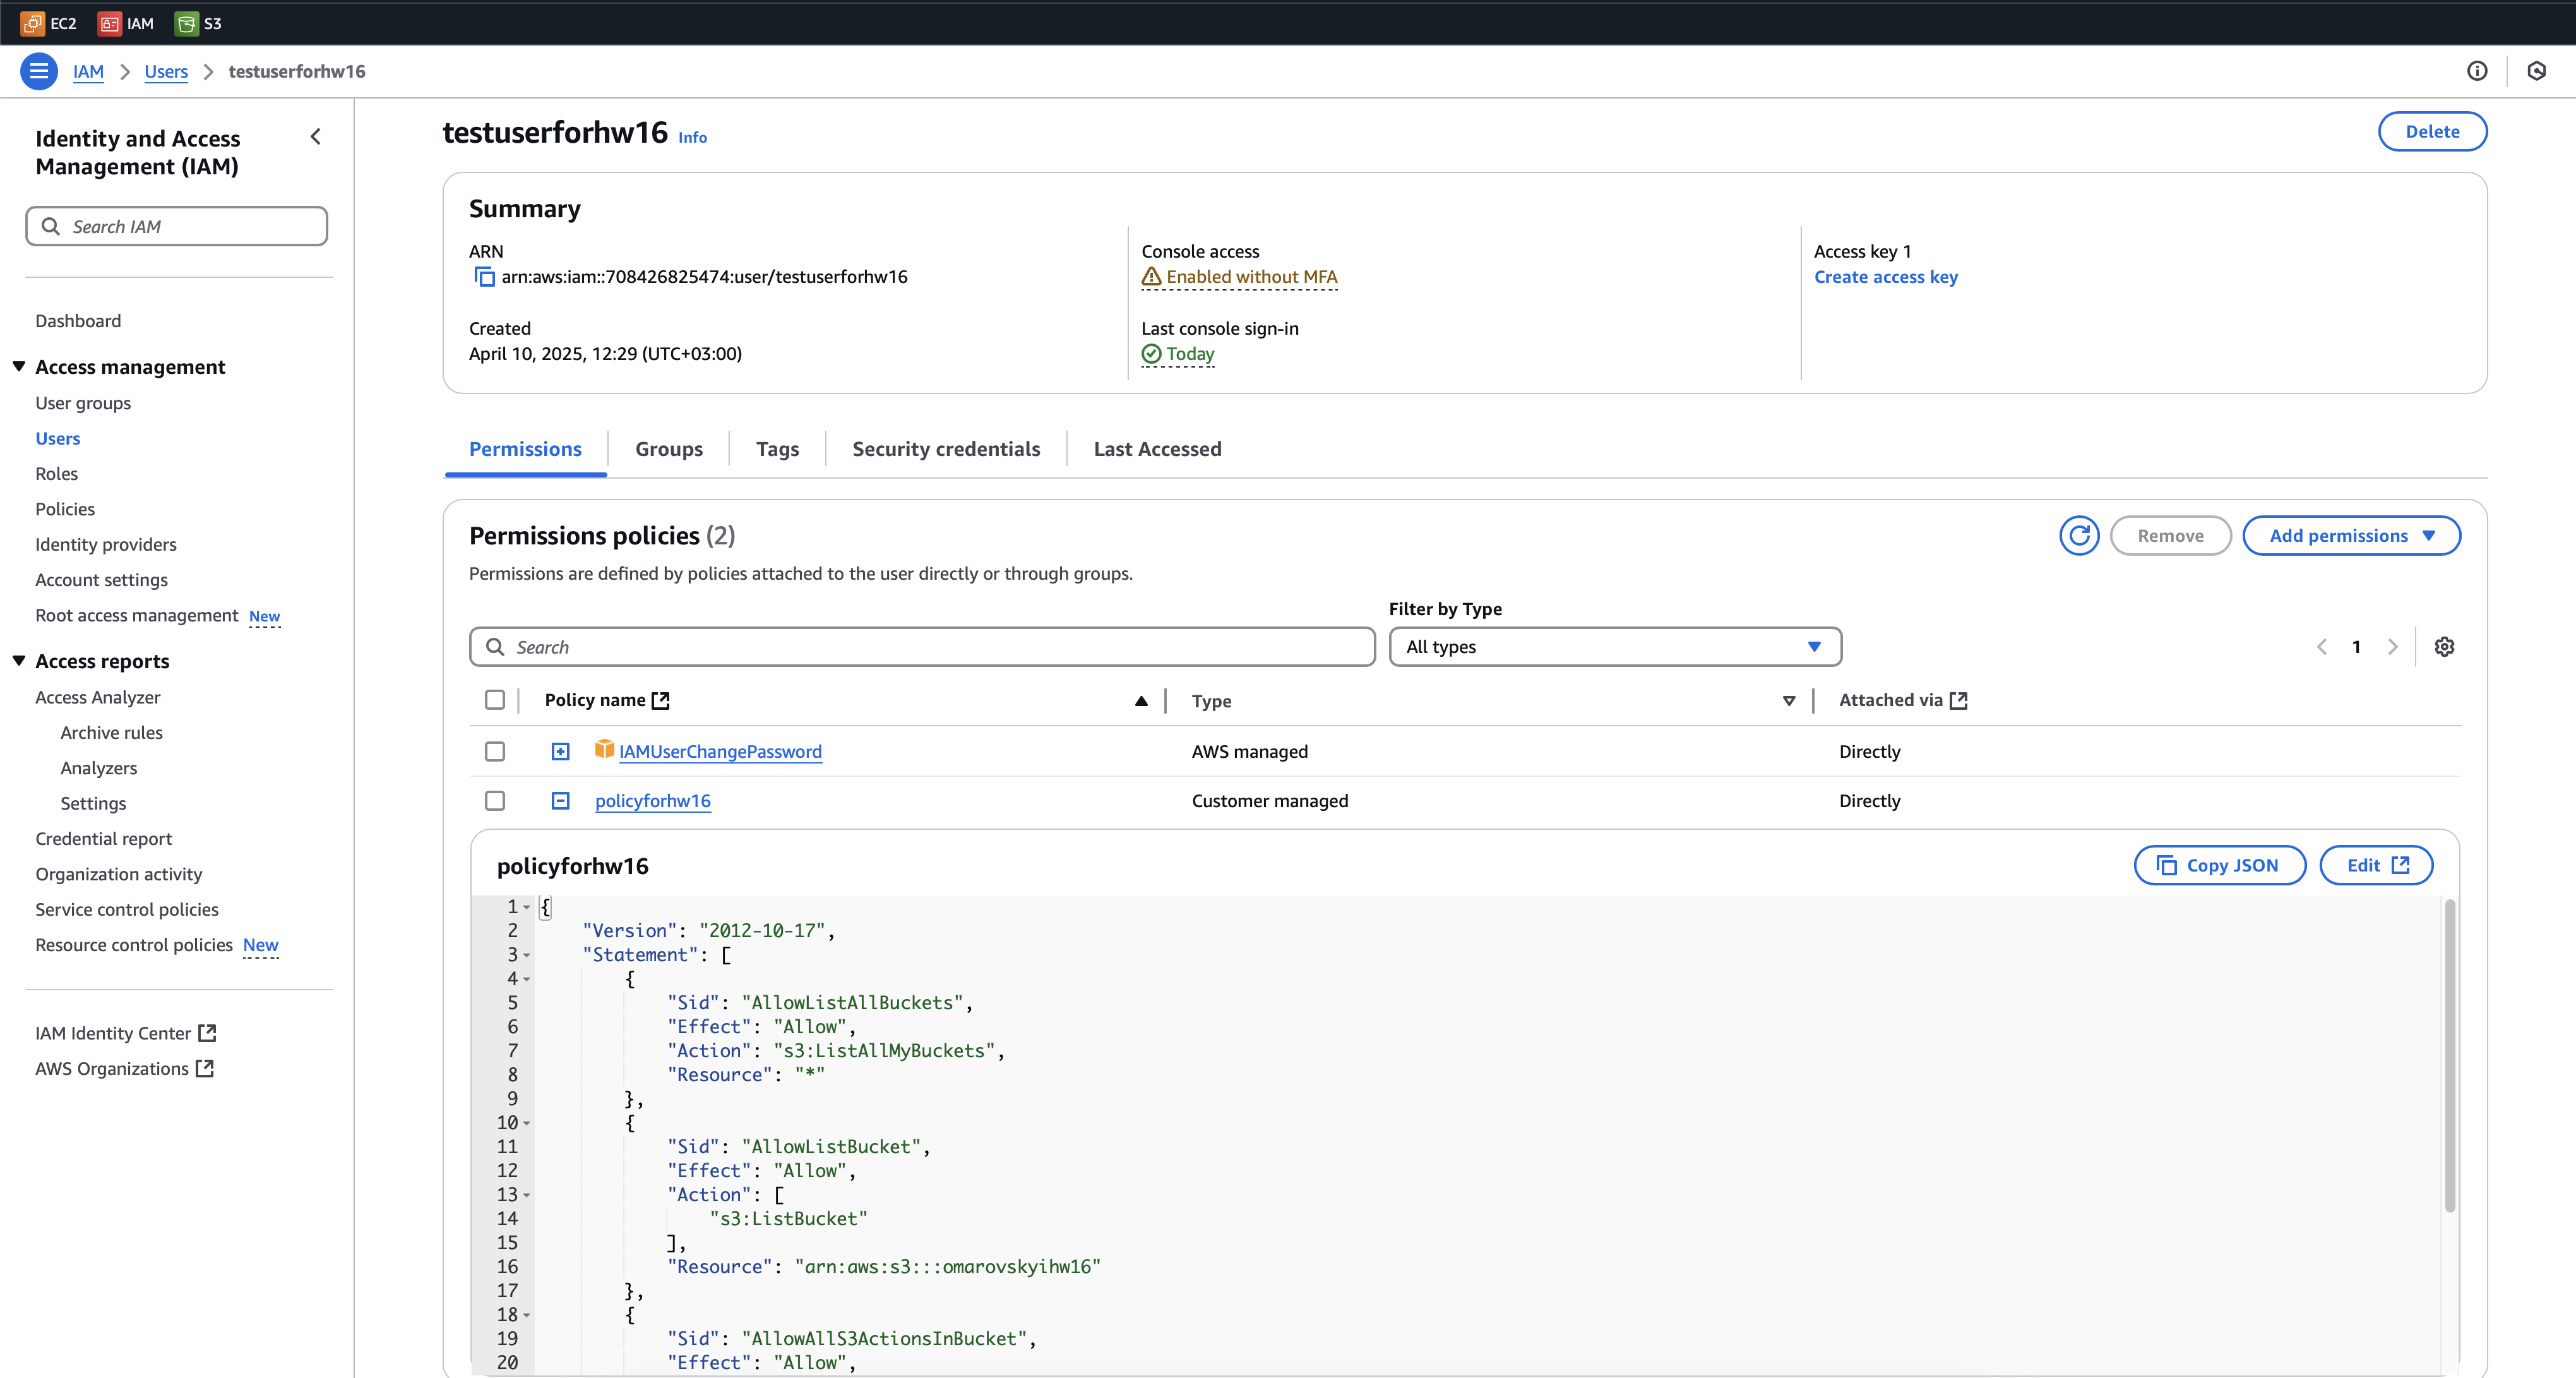 EC2 IAM S3
IAM Users testuserforhw16
Identity and Access Management (IAM)
Search IAM
Dashboard
Access management
User groups
Users
Roles
Policies
Identity providers
Account settings
Root access management New
Access reports
Access Analyzer
Archive rules
Analyzers
Settings
Credential report
Organization activity
Service control policies
Resource control policies New
IAM Identity Center
AWS Organizations
testuserforhw16 Info
Delete
Summary
ARN
arn:aws:iam::708426825474:user/testuserforhw16
Created
April 10, 2025, 12:29 (UTC+03:00)
Console access
Enabled without MFA
Last console sign-in
Today
Access key 1
Create access key
Permissions Groups Tags Security credentials Last Accessed
Permissions policies (2)
Remove Add permissions
Permissions are defined by policies attached to the user directly or through groups.
Filter by Type
Search All types 1
Policy name Type Attached via
IAMUserChangePassword AWS managed Directly
policyforhw16 Customer managed Directly
policyforhw16
Copy JSON Edit
1 {
2 "Version": "2012-10-17",
3 "Statement": [
4 {
5 "Sid": "AllowListAllBuckets",
6 "Effect": "Allow",
7 "Action": "s3:ListAllMyBuckets",
8 "Resource": "*"
9 },
10 {
11 "Sid": "AllowListBucket",
12 "Effect": "Allow",
13 "Action": [
14 "s3:ListBucket"
15 ],
16 "Resource": "arn:aws:s3:::omarovskyihw16"
17 },
18 {
19 "Sid": "AllowAllS3ActionsInBucket",
20 "Effect": "Allow",